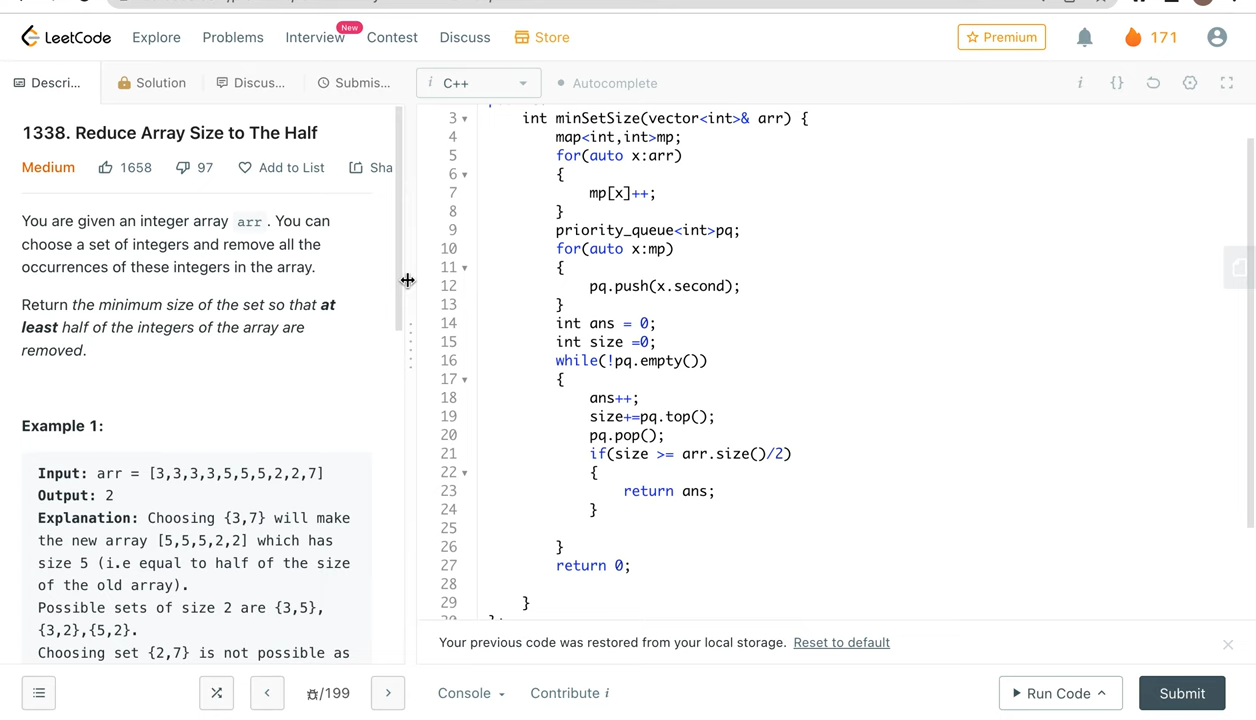 LeetCode Explore Problems Interview New Contest Discuss Store Premium 171
Descri... Solution Discus... Submis... i C++ Autocomplete i {}
1338. Reduce Array Size to The Half
Medium 1658 97 Add to List Sha
You are given an integer array arr . You can
choose a set of integers and remove all the
occurrences of these integers in the array.
Return the minimum size of the set so that at
least half of the integers of the array are
removed.
Example 1:
Input: arr = [3,3,3,3,5,5,5,2,2,7]
Output: 2
Explanation: Choosing {3,7} will make
the new array [5,5,5,2,2] which has
size 5 (i.e equal to half of the size
of the old array).
Possible sets of size 2 are {3,5},
{3,2},{5,2}.
Choosing set {2,7} is not possible as
3 int minSetSize(vector<int>& arr) {
4 map<int,int>mp;
5 for(auto x:arr)
6 {
7 mp[x]++;
8 }
9 priority_queue<int>pq;
10 for(auto x:mp)
11 {
12 pq.push(x.second);
13 }
14 int ans = 0;
15 int size =0;
16 while(!pq.empty())
17 {
18 ans++;
19 size+=pq.top();
20 pq.pop();
21 if(size >= arr.size()/2)
22 {
23 return ans;
24 }
25
26 }
27 return 0;
28
29 }
Your previous code was restored from your local storage. Reset to default
/199 Console Contribute i Run Code Submit